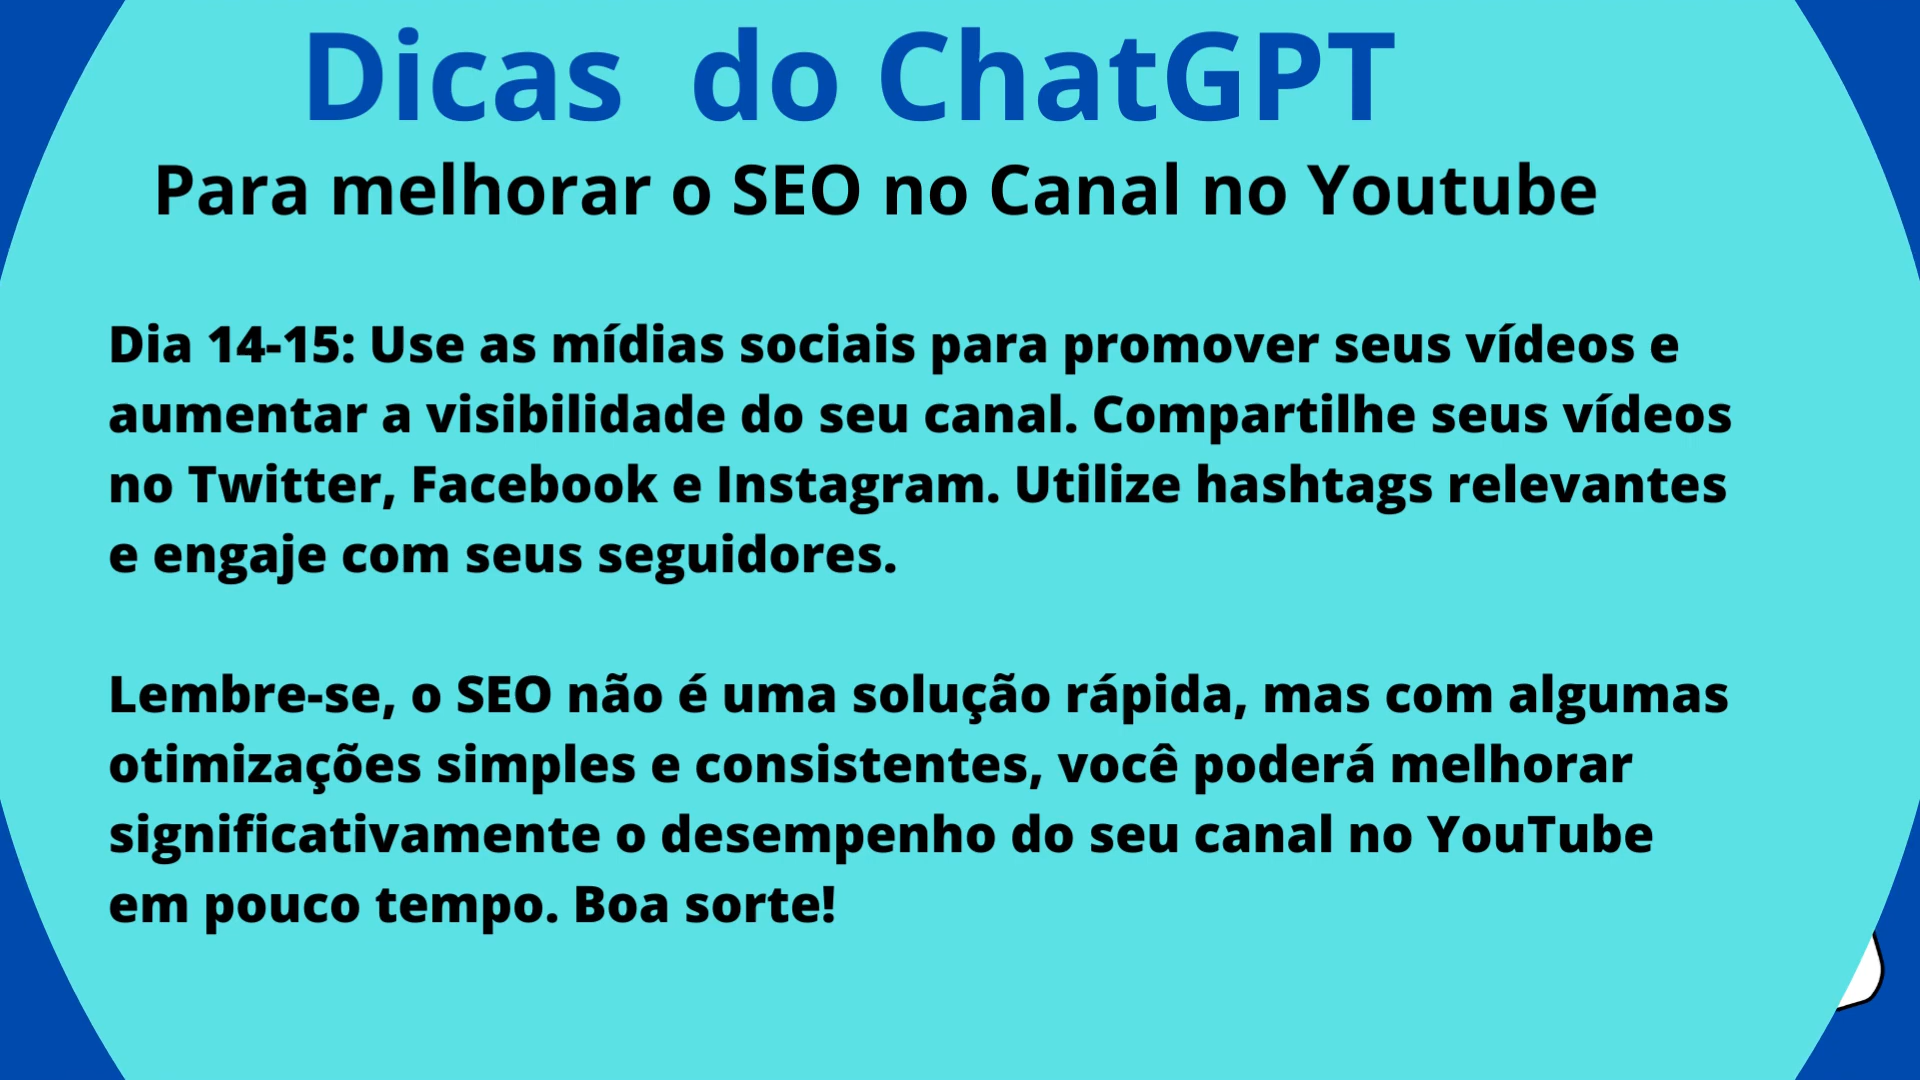 Dicas do ChatGPT
Para melhorar o SEO no Canal no Youtube
Dia 14-15: Use as mídias sociais para promover seus vídeos e
aumentar a visibilidade do seu canal. Compartilhe seus vídeos
no Twitter, Facebook e Instagram. Utilize hashtags relevantes
e engaje com seus seguidores.
Lembre-se, o SEO não é uma solução rápida, mas com algumas
otimizações simples e consistentes, você poderá melhorar
significativamente o desempenho do seu canal no YouTube
em pouco tempo. Boa sorte!